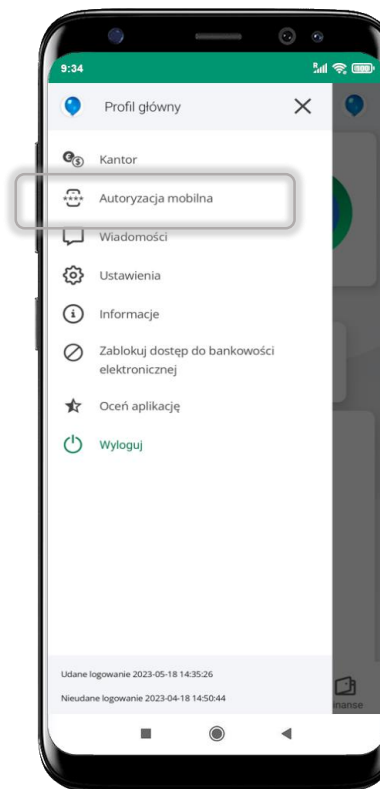 9:34
Profil główny
Kantor
Autoryzacja mobilna
Wiadomości
Ustawienia
Informacje
Zablokuj dostęp do bankowości
elektronicznej
Oceń aplikację
Wyloguj
Udane logowanie 2023-05-18 14:35:26
Nieudane logowanie 2023-04-18 14:50:44
inanse